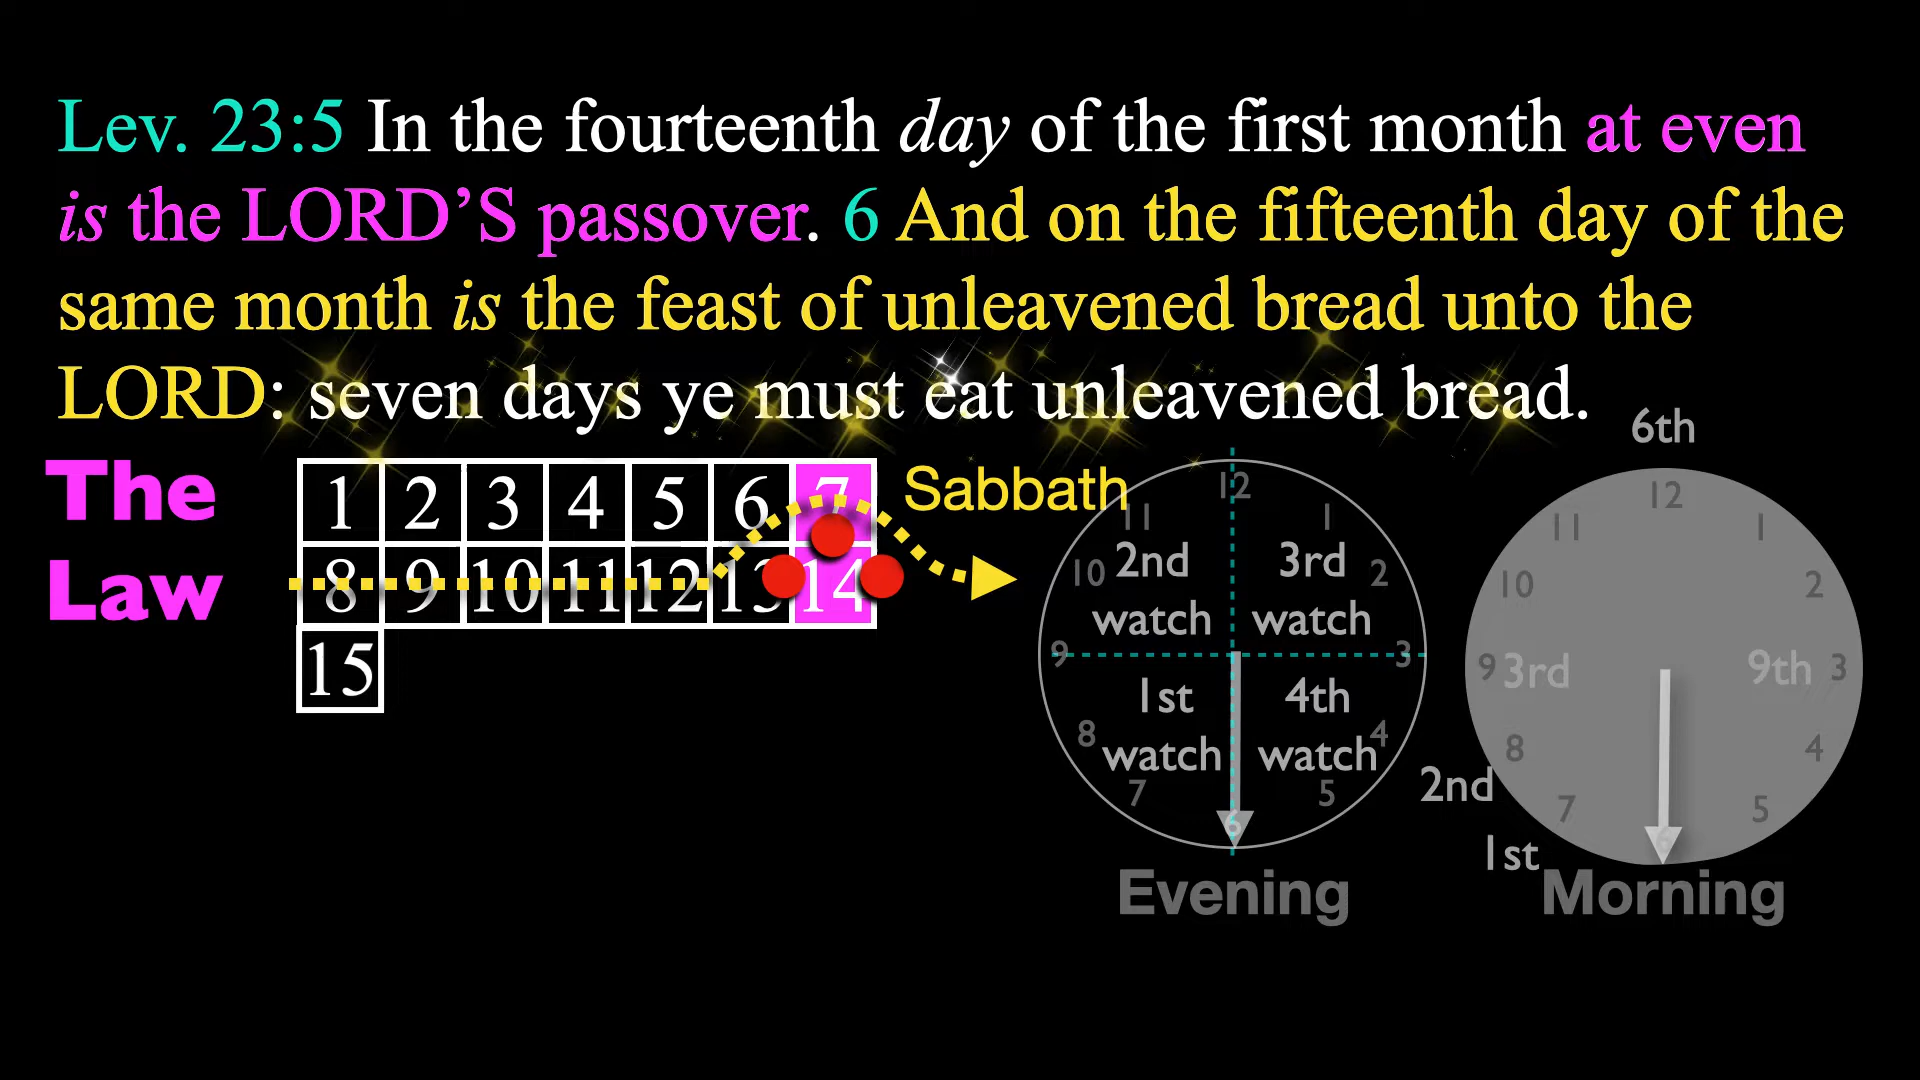 Lev. 23:5 In the fourteenth day of the first month at even
is the LORD’S passover. 6 And on the fifteenth day of the
same month is the feast of unleavened bread unto the
LORD: seven days ye must eat unleavened bread.
The
Law
1 2 3 4 5 6 7
8 9 10 11 12 13 14
15
Sabbath
12
11 1
10 2nd 3rd 2
watch watch
9 3
1st 4th
8 4
watch watch
7 5
6
Evening
6th
12
11 1
10 2
9 3rd 9th 3
8 4
2nd
7 5
6
1st
Morning